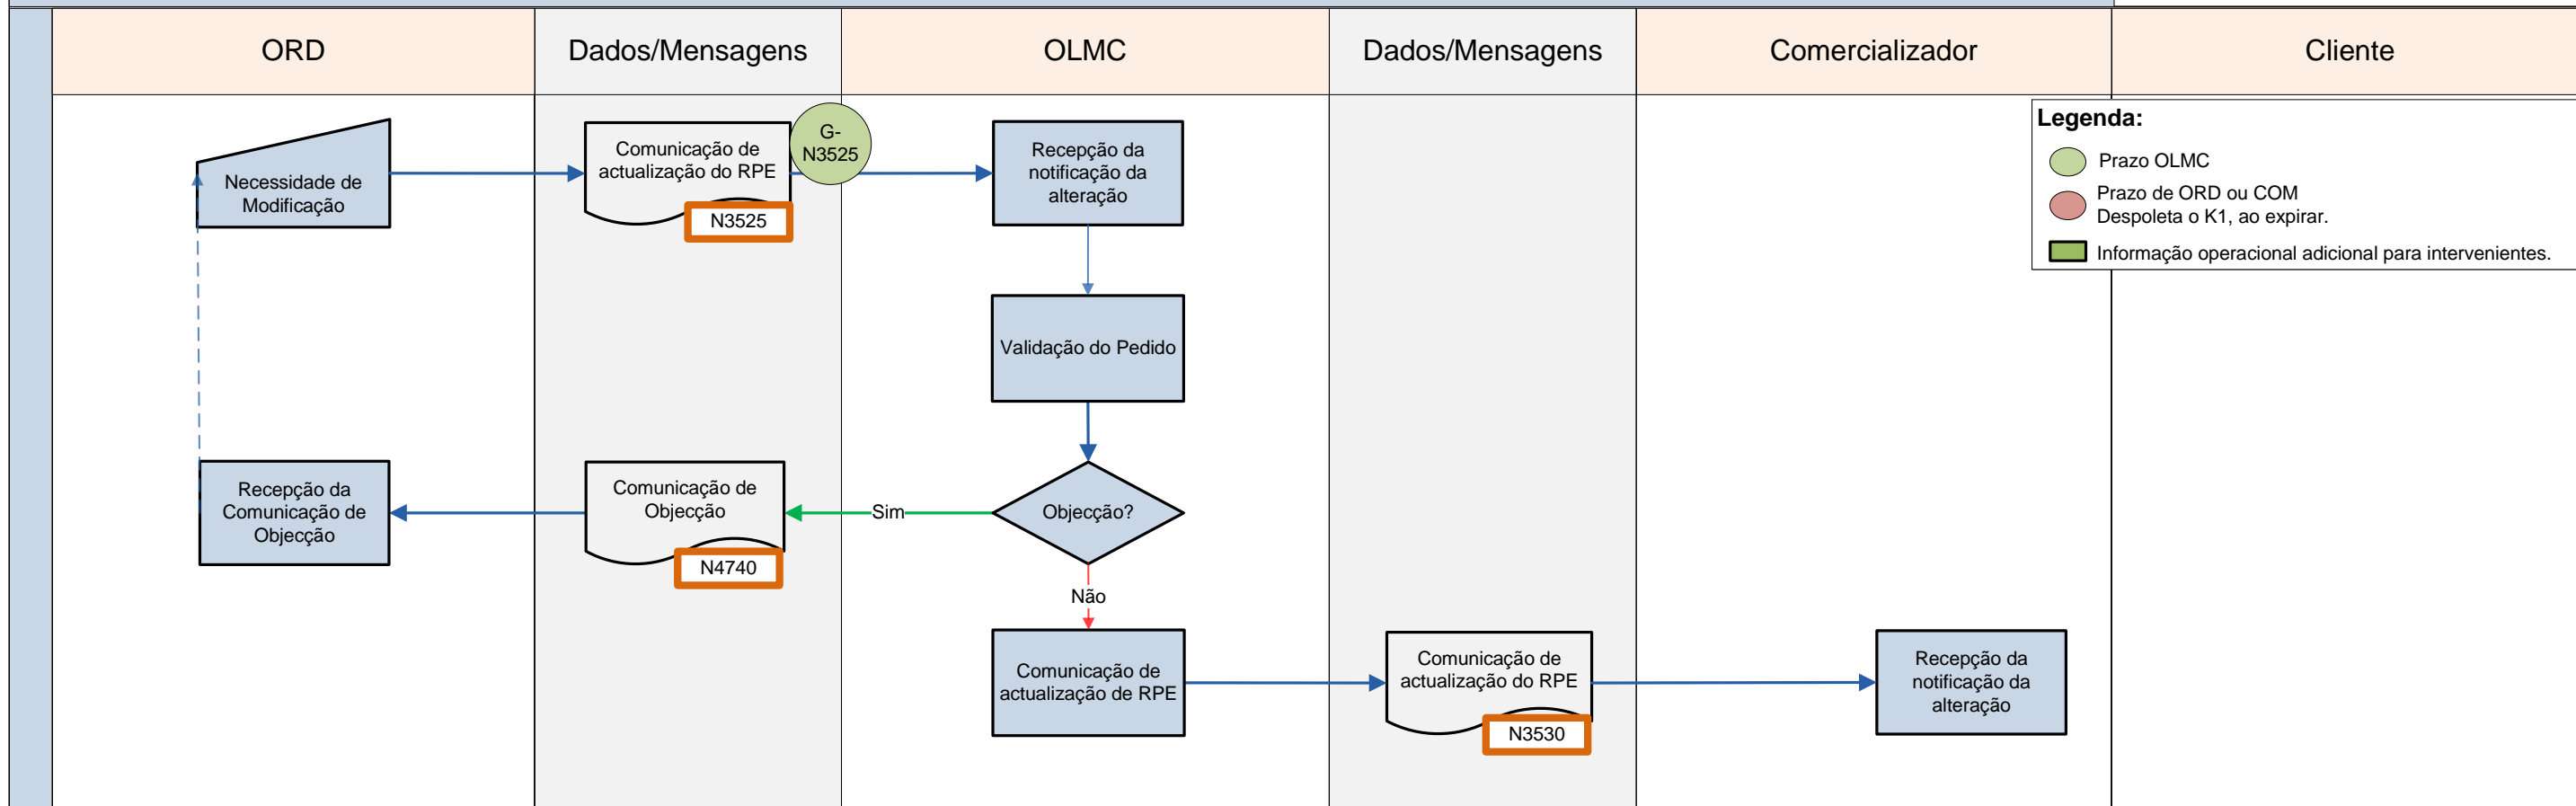 ORD
Dados/Mensagens
OLMC
Dados/Mensagens
Comercializador
Cliente
Legenda:
Prazo OLMC
Prazo de ORD ou COM
Despoleta o K1, ao expirar.
Informação operacional adicional para intervenientes.
Necessidade de
Modificação
Comunicação de
actualização do RPE
N3525
G-
N3525
Recepção da
notificação da
alteração
Validação do Pedido
Objecção?
Sim
Comunicação de
Objecção
N4740
Recepção da
Comunicação de
Objecção
Não
Comunicação de
actualização de RPE
Comunicação de
actualização do RPE
N3530
Recepção da
notificação da
alteração